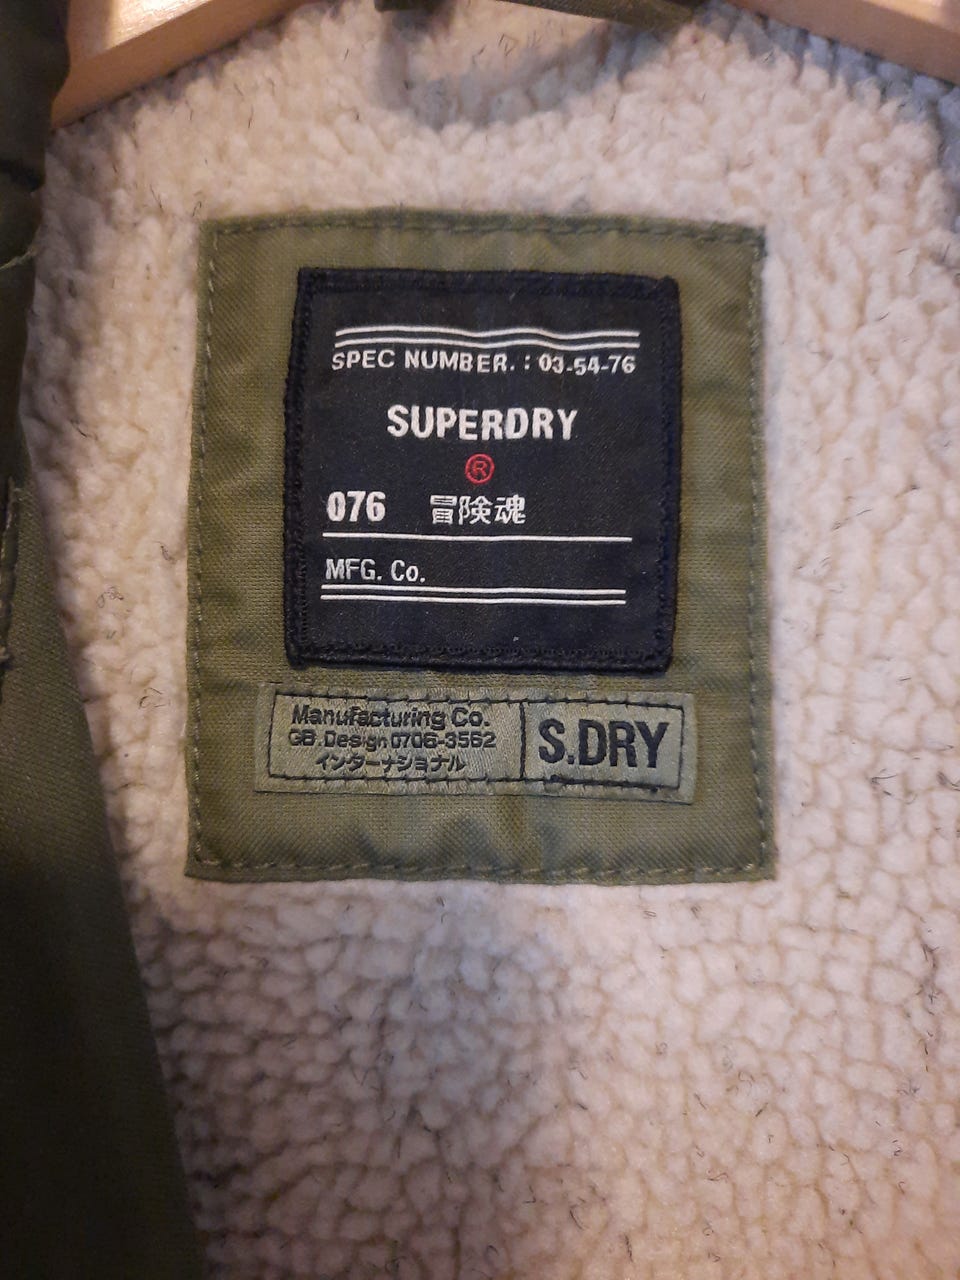 SPEC NUMBER. : 03-54-76
SUPERDRY
®
076 冒険魂
MFG. Co.
Manufacturing Co.
GB.Design 0706-3562
インターナショナル
S.DRY